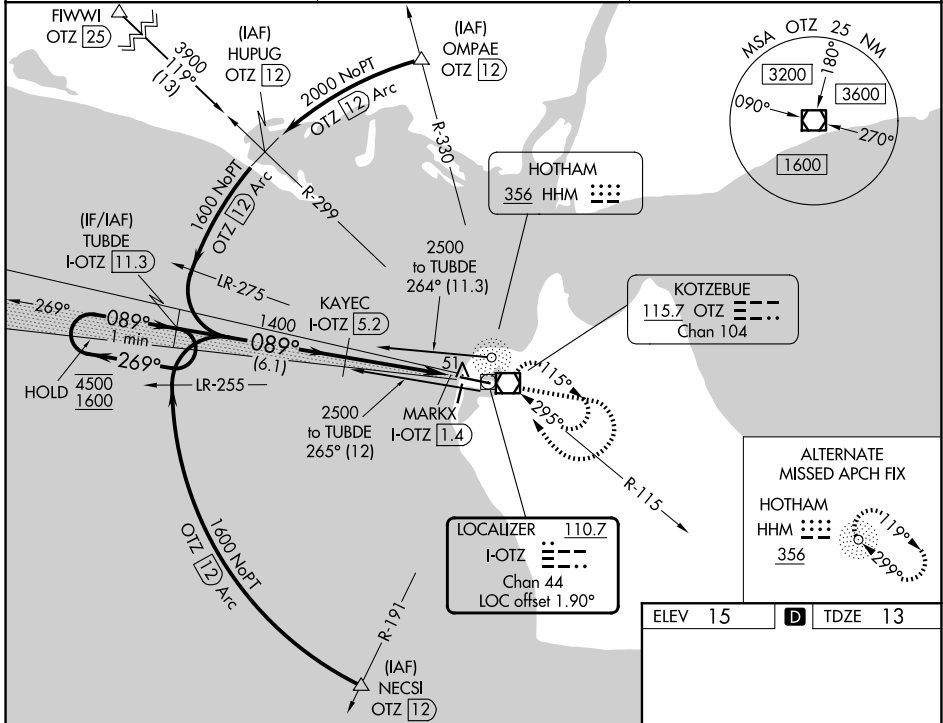 FIWWI
OTZ 25
3900
119°
(13)
(IAF)
HUPUG
OTZ 12
(IAF)
OMPAE
OTZ 12
2000 NoPT
OTZ 12 Arc
R-330
R-299
1600 NoPT
OTZ 12 Arc
MSA OTZ 25 NM
3200
180°
3600
090°
270°
1600
HOTHAM
356 HHM
(IF/IAF)
TUBDE
I-OTZ 11.3
LR-275
2500
to TUBDE
264° (11.3)
KAYEC
I-OTZ 5.2
KOTZEBUE
115.7 OTZ
Chan 104
269°
089°
1 min
269°
1400
089°
(6.1)
51
HOLD 4500
1600
LR-255
2500
to TUBDE
265° (12)
MARKX
I-OTZ 1.4
115°
295°
R-115
ALTERNATE
MISSED APCH FIX
HOTHAM
HHM
356
119°
299°
LOCALIZER 110.7
I-OTZ
Chan 44
LOC offset 1.90°
1600 NoPT
OTZ 12 Arc
R-191
(IAF)
NECSI
OTZ 12
ELEV 15 D TDZE 13